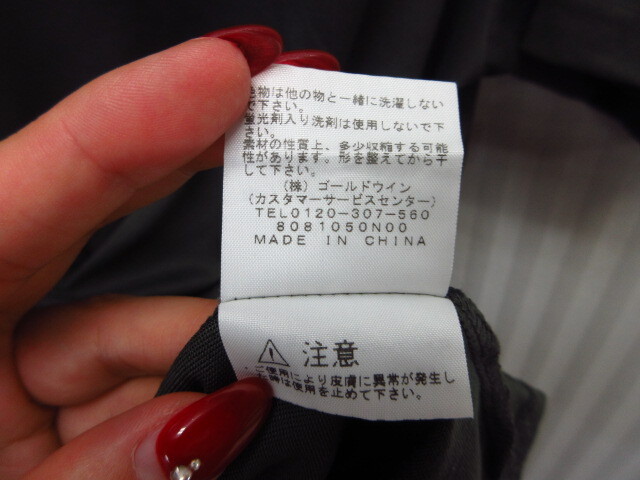 色物は他の物と一緒に洗濯しない
で下さい。
蛍光剤入り洗剤は使用しないで下
さい。
素材の性質上、多少収縮する可能
性があります。形を整えてから干
して下さい。
(株)ゴールドウイン
(カスタマーサービスセンター)
TEL0120-307-560
8081050N00
MADE IN CHINA
⚠ 注意
・ご使用により皮膚に異常が発生し
た時は使用を止めて下さい。